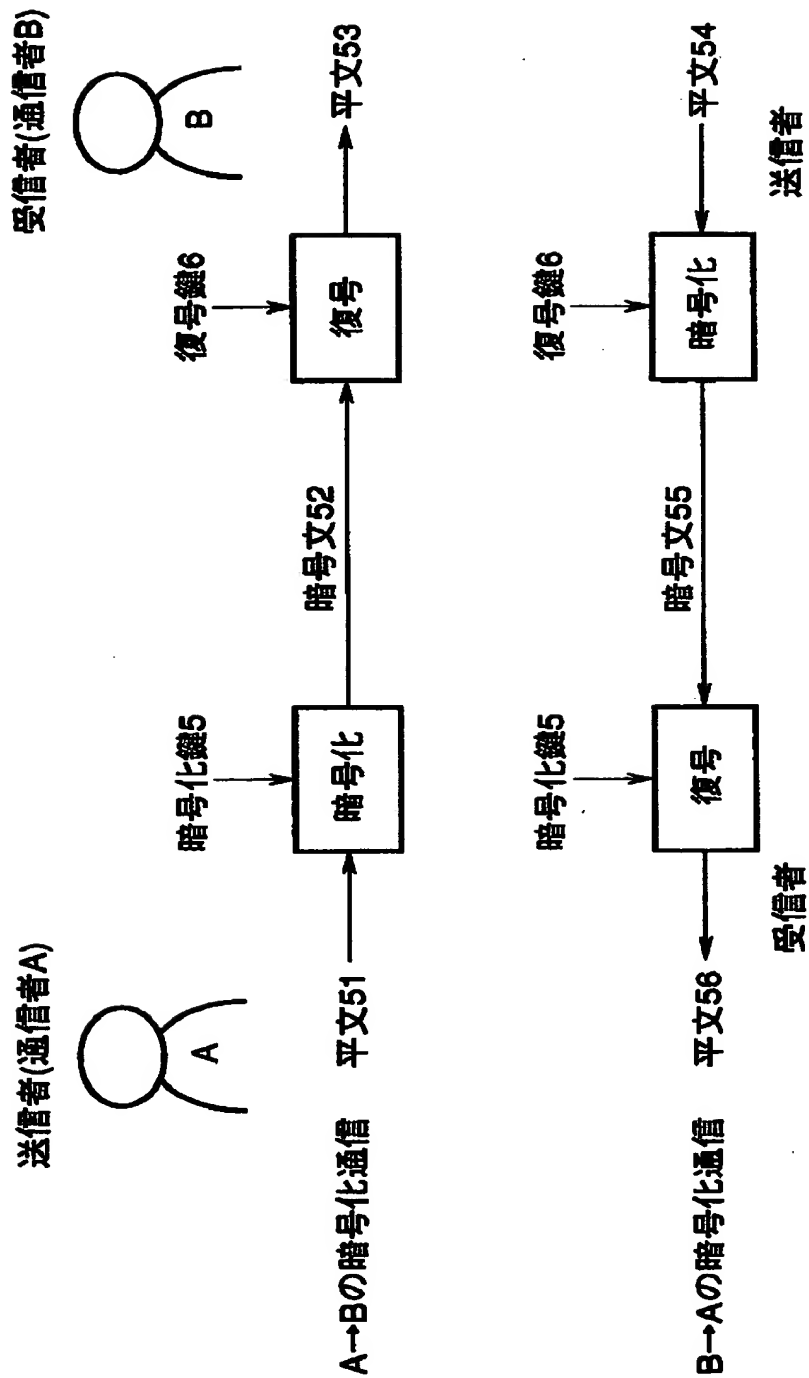 送信者(通信者A)
受信者(通信者B)
A
B
暗号化鍵5
復号鍵6
A→Bの暗号化通信
平文51
暗号化
暗号文52
復号
平文53
暗号化鍵5
復号鍵6
B→Aの暗号化通信
平文56
復号
暗号文55
暗号化
平文54
受信者
送信者